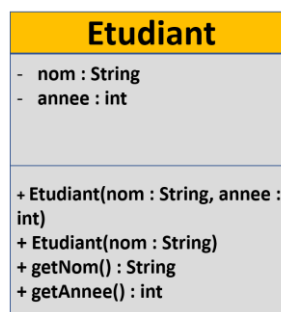 Etudiant
- nom : String
- annee : int
+ Etudiant(nom : String, annee :
int)
+ Etudiant(nom : String)
+ getNom() : String
+ getAnnee() : int